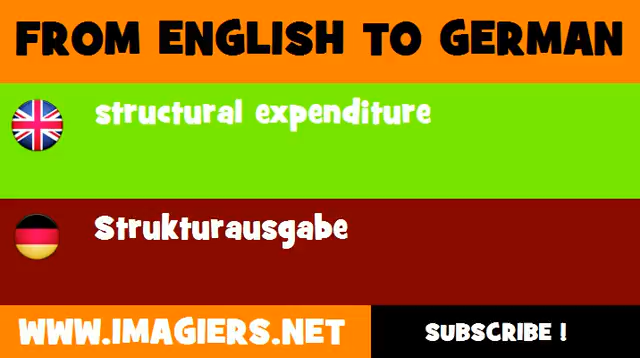 FROM ENGLISH TO GERMAN
structural expenditure
Strukturausgabe
WWW.IMAGIERS.NET
SUBSCRIBE !